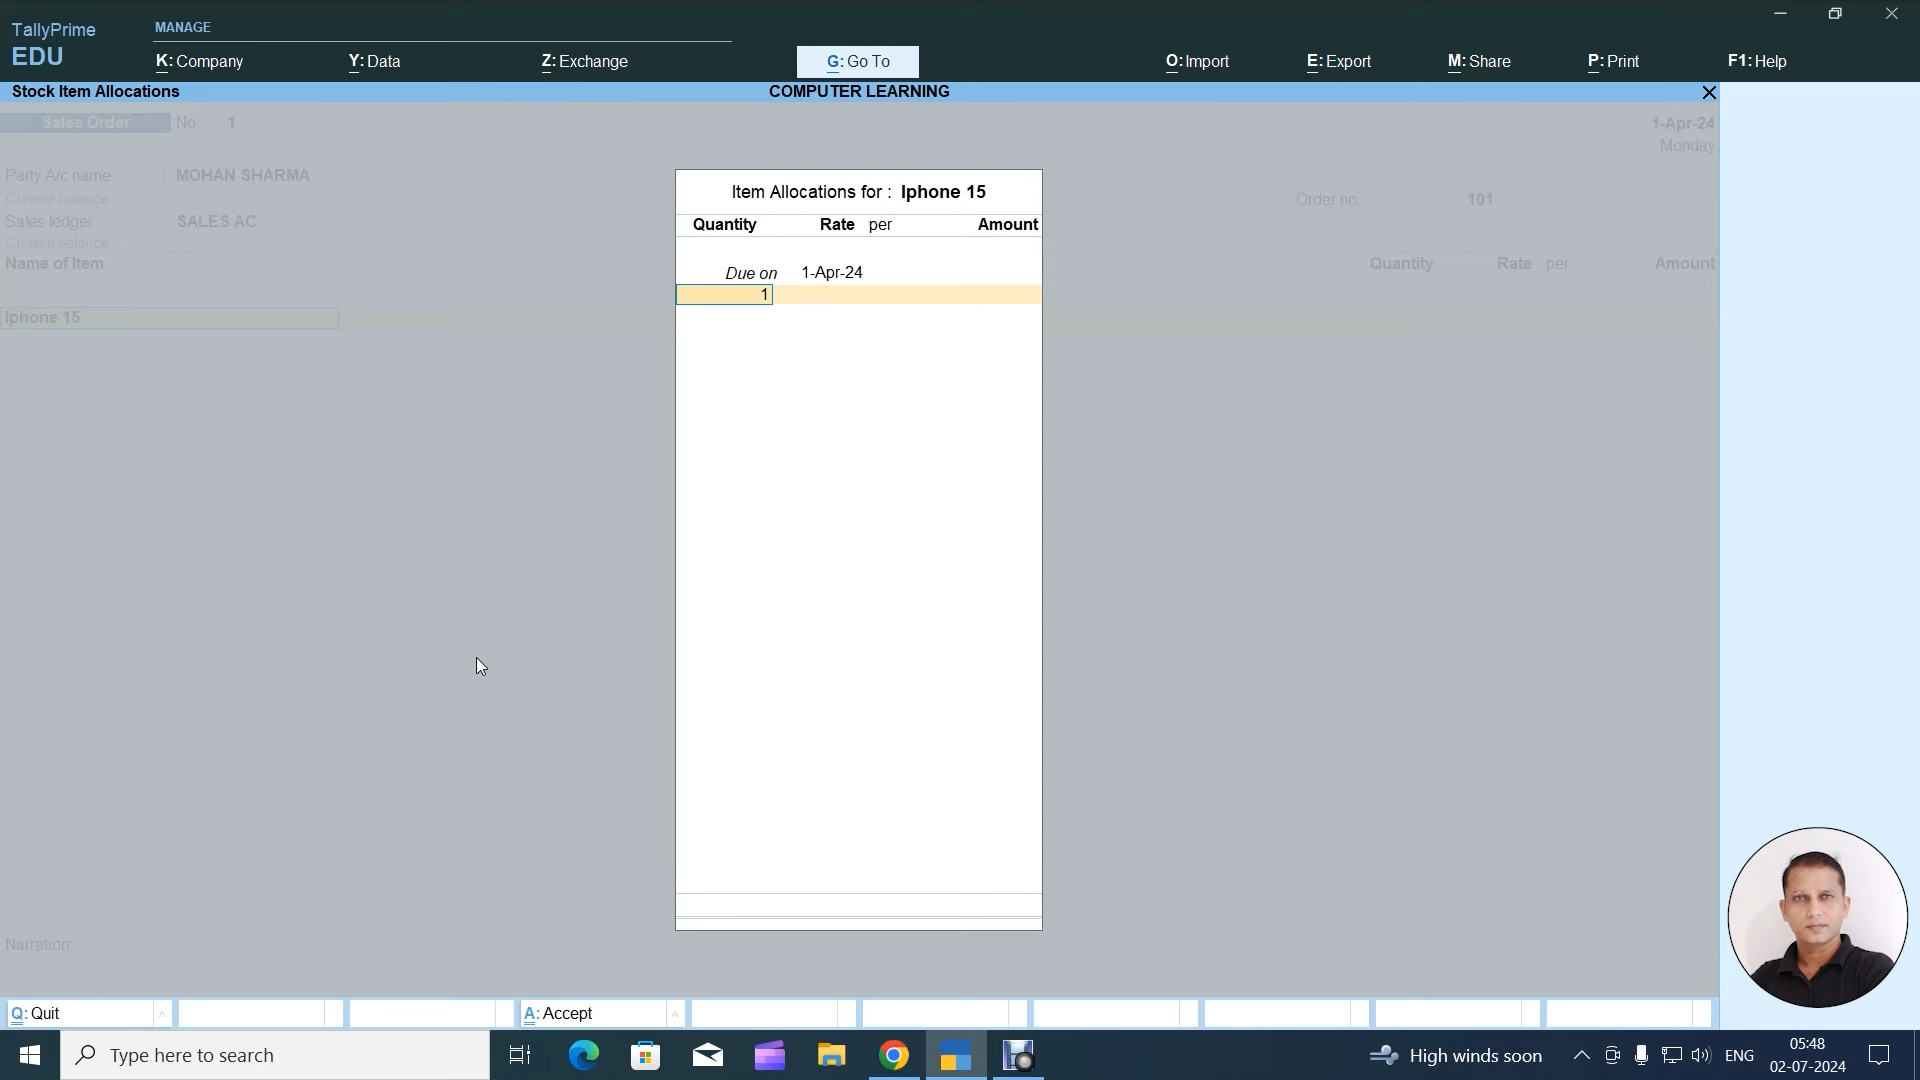 TallyPrime
EDU
MANAGE
K: Company
Y: Data
Z: Exchange
G: Go To
O: Import
E: Export
M: Share
P: Print
F1: Help
Stock Item Allocations
COMPUTER LEARNING
Sales Order No. 1
1-Apr-24
Monday
Party A/c name : MOHAN SHARMA
Current balance
Order no. 101
Sales ledger : SALES AC
Current balance
Name of Item
Quantity Rate per Amount
Iphone 15
Item Allocations for : Iphone 15
Quantity Rate per Amount
Due on 1-Apr-24
1
Narration:
Q: Quit
A: Accept
Type here to search
High winds soon
ENG
05:48
02-07-2024